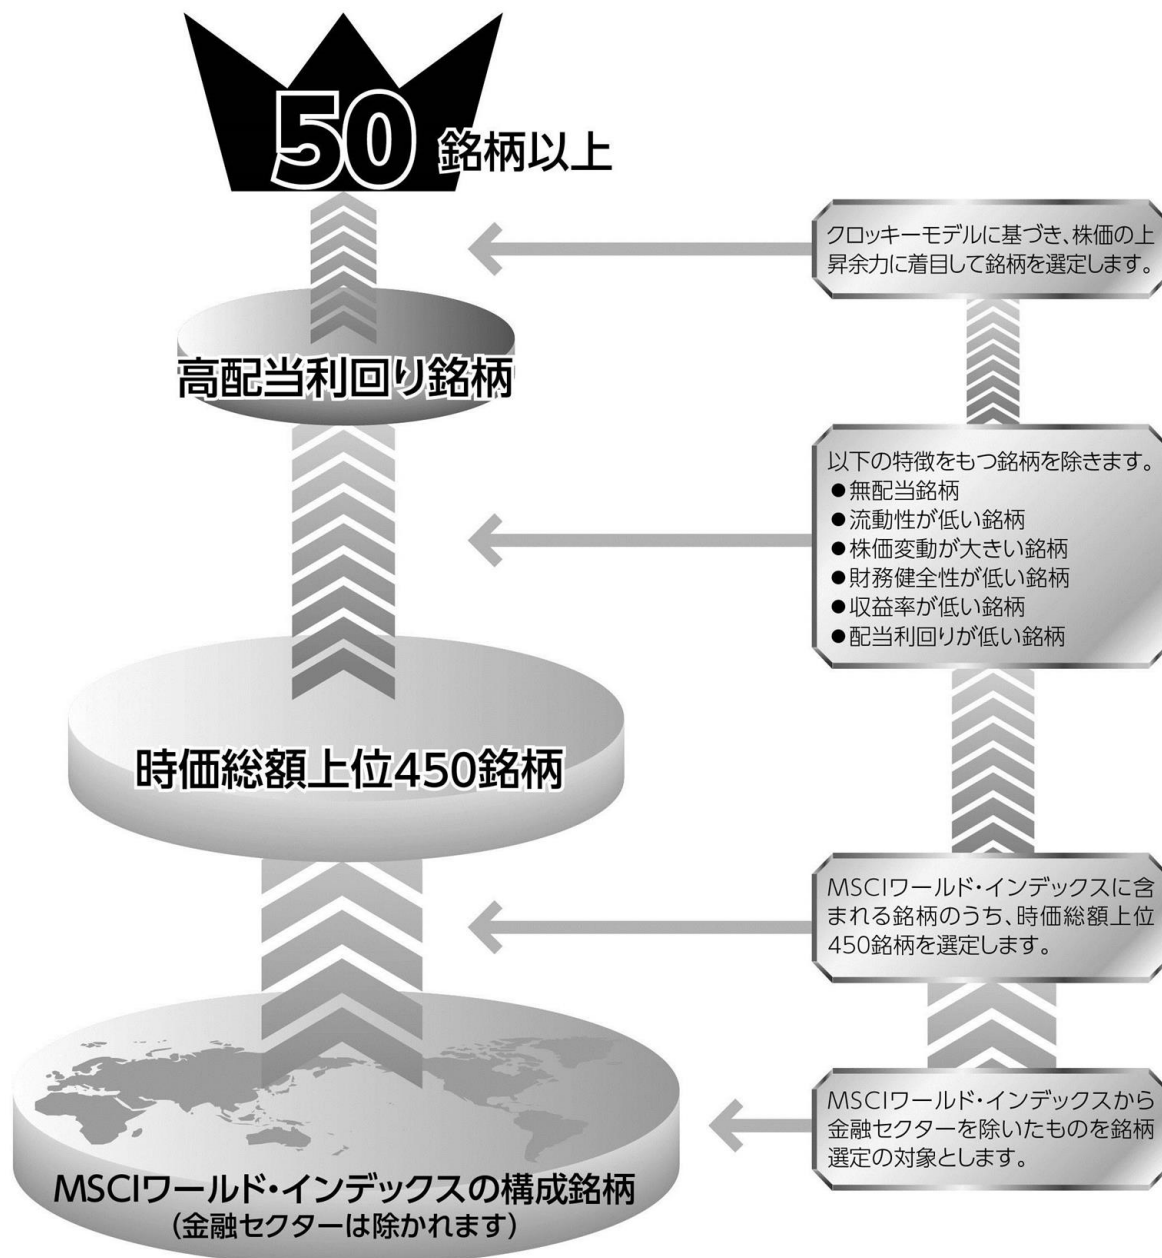 50 銘柄以上
クロッキーモデルに基づき、株価の上
昇余力に着目して銘柄を選定します。
高配当利回り銘柄
以下の特徴をもつ銘柄を除きます。
●無配当銘柄
●流動性が低い銘柄
●株価変動が大きい銘柄
●財務健全性が低い銘柄
●収益率が低い銘柄
●配当利回りが低い銘柄
時価総額上位450銘柄
MSCIワールド・インデックスに含
まれる銘柄のうち、時価総額上位
450銘柄を選定します。
MSCIワールド・インデックスから
金融セクターを除いたものを銘柄
選定の対象とします。
MSCIワールド・インデックスの構成銘柄
(金融セクターは除かれます)